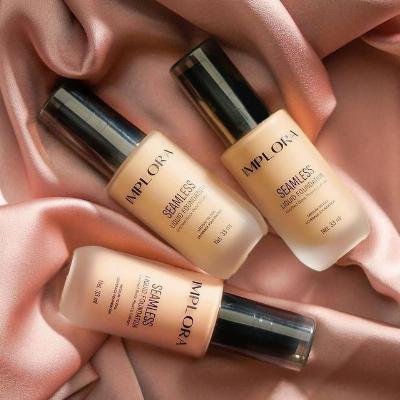 IMPLORA
SEAMLESS
LIQUID FOUNDATION
Net. 33 ml
IMPLORA
SEAMLESS
LIQUID FOUNDATION
Net. 33 ml
IMPLORA
SEAMLESS
LIQUID FOUNDATION
Net. 33 ml